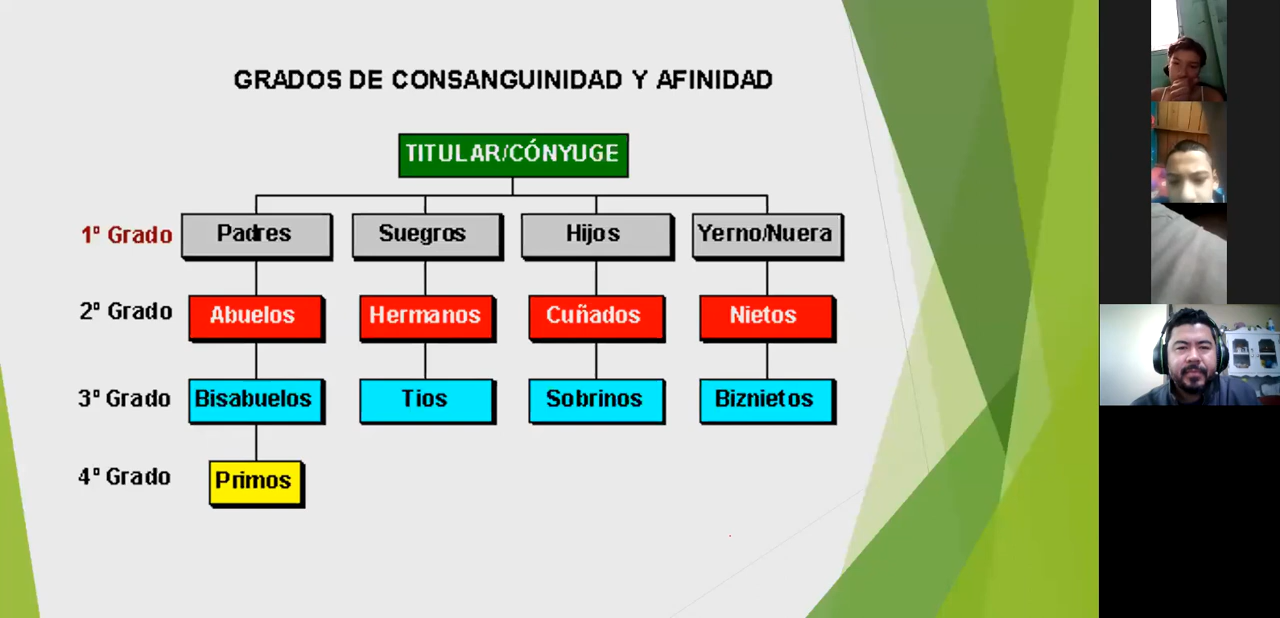 GRADOS DE CONSANGUINIDAD Y AFINIDAD
TITULAR/CÓNYUGE
1º Grado Padres Suegros Hijos Yerno/Nuera
2º Grado Abuelos Hermanos Cuñados Nietos
3º Grado Bisabuelos Tios Sobrinos Biznietos
4º Grado Primos